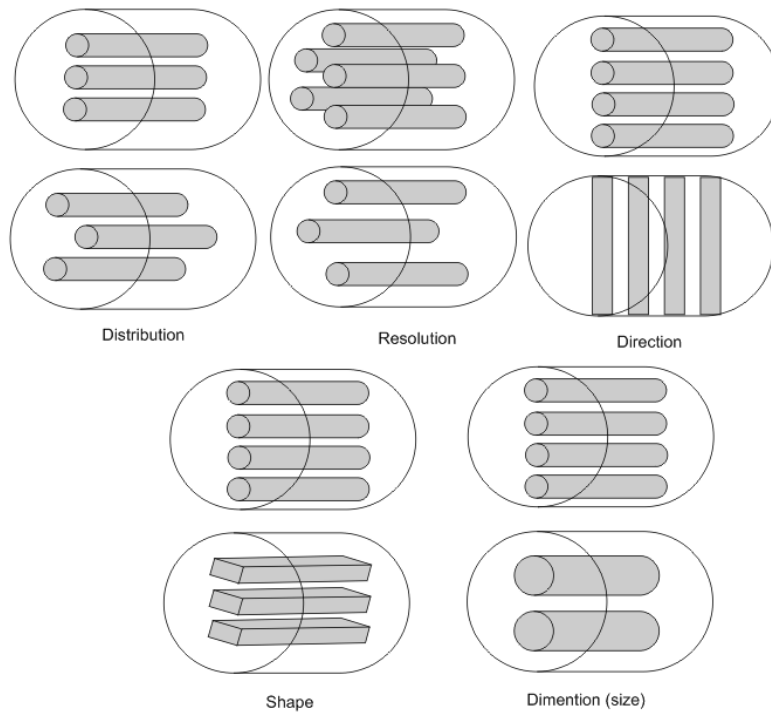 Distribution
Resolution
Direction
Shape
Dimention (size)